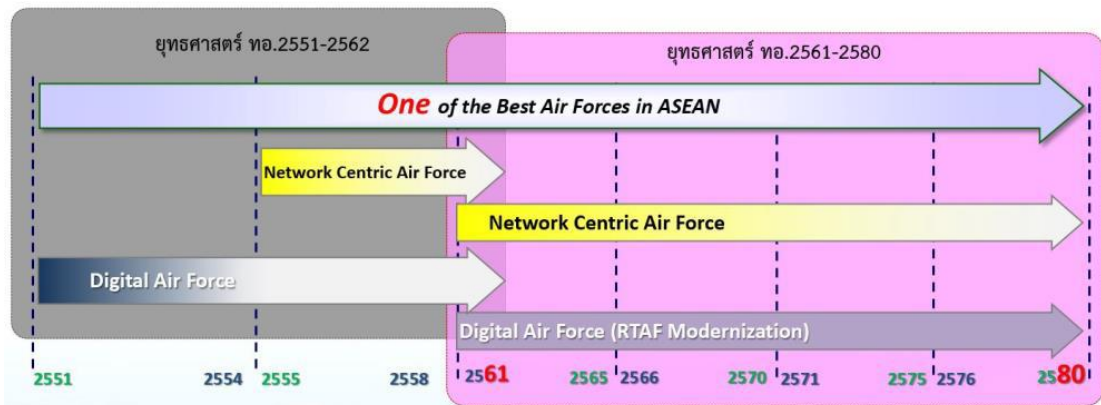 ยุทธศาสตร์ ทอ.2551-2562
ยุทธศาสตร์ ทอ.2561-2580
One of the Best Air Forces in ASEAN
Network Centric Air Force
Network Centric Air Force
Digital Air Force
Digital Air Force (RTAF Modernization)
2551 2554 2555 2558 2561 2565 2566 2570 2571 2575 2576 2580